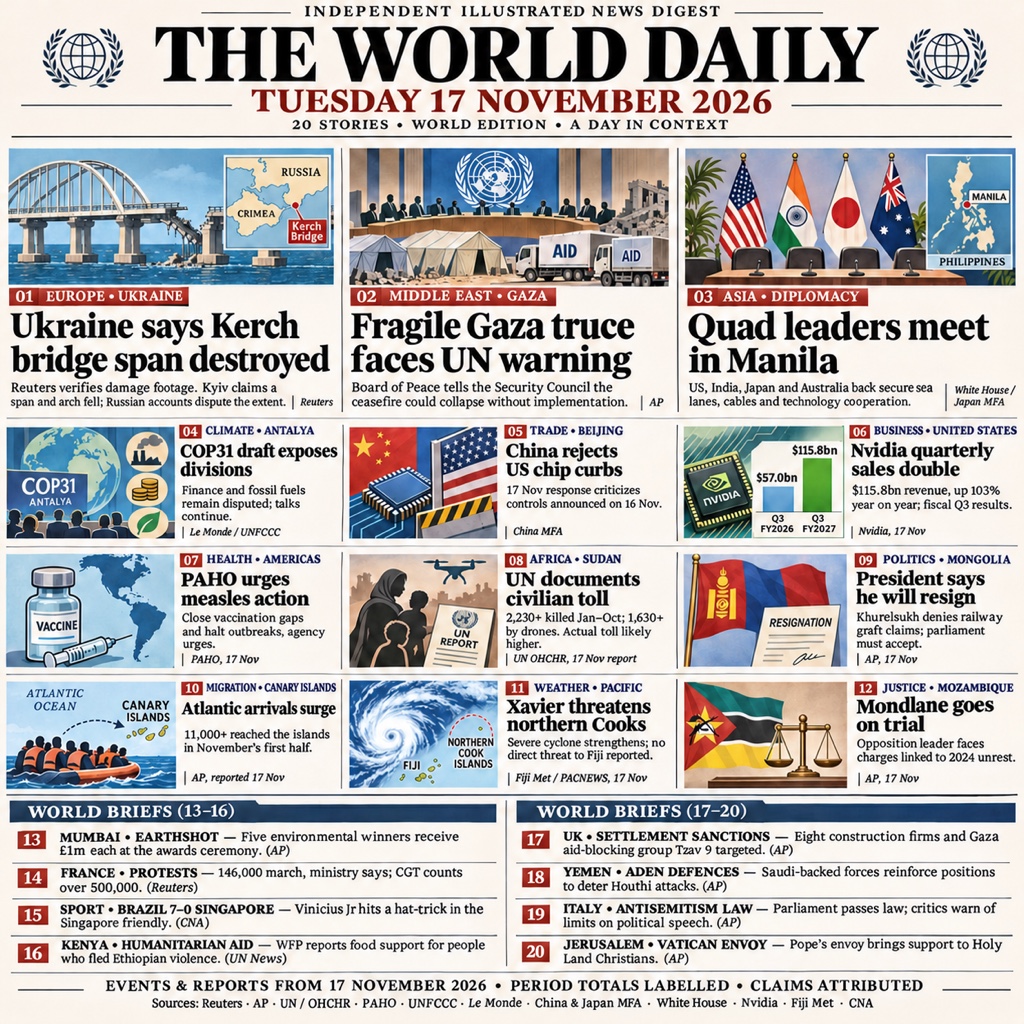 INDEPENDENT ILLUSTRATED NEWS DIGEST
THE WORLD DAILY
TUESDAY 17 NOVEMBER 2026
20 STORIES • WORLD EDITION • A DAY IN CONTEXT
RUSSIA
CRIMEA
Kerch
Bridge
01 EUROPE • UKRAINE
Ukraine says Kerch
bridge span destroyed
Reuters verifies damage footage. Kyiv claims a
span and arch fell; Russian accounts dispute the extent. | Reuters
AID
AID
02 MIDDLE EAST • GAZA
Fragile Gaza truce
faces UN warning
Board of Peace tells the Security Council the
ceasefire could collapse without implementation. | AP
MANILA
PHILIPPINES
03 ASIA • DIPLOMACY
Quad leaders meet
in Manila
US, India, Japan and Australia back secure sea
lanes, cables and technology cooperation.
White House /
Japan MFA
COP31
ANTALYA
04 CLIMATE • ANTALYA
COP31 draft exposes
divisions
Finance and fossil fuels
remain disputed; talks
continue.
| Le Monde / UNFCCC
05 TRADE • BEIJING
China rejects
US chip curbs
17 Nov response criticizes
controls announced on 16 Nov.
| China MFA
NVIDIA
$57.0bn
$115.8bn
Q3
FY2026
Q3
FY2027
06 BUSINESS • UNITED STATES
Nvidia quarterly
sales double
$115.8bn revenue, up 103%
year on year; fiscal Q3 results.
| Nvidia, 17 Nov
VACCINE
07 HEALTH • AMERICAS
PAHO urges
measles action
Close vaccination gaps
and halt outbreaks, agency
urges.
| PAHO, 17 Nov
UN
REPORT
08 AFRICA • SUDAN
UN documents
civilian toll
2,230+ killed Jan–Oct; 1,630+
by drones. Actual toll likely
higher.
| UN OHCHR, 17 Nov report
RESIGNATION
09 POLITICS • MONGOLIA
President says
he will resign
Khurelsukh denies railway
graft claims; parliament
must accept.
| AP, 17 Nov
ATLANTIC
OCEAN
CANARY
ISLANDS
10 MIGRATION • CANARY ISLANDS
Atlantic arrivals surge
11,000+ reached the islands
in November's first half.
| AP, reported 17 Nov
FIJI
NORTHERN
COOK
ISLANDS
11 WEATHER • PACIFIC
Xavier threatens
northern Cooks
Severe cyclone strengthens; no
direct threat to Fiji reported.
| Fiji Met / PACNEWS, 17 Nov
12 JUSTICE • MOZAMBIQUE
Mondlane goes
on trial
Opposition leader faces
charges linked to 2024 unrest.
| AP, 17 Nov
WORLD BRIEFS (13–16)
13 MUMBAI • EARTHSHOT — Five environmental winners receive
£1m each at the awards ceremony. (AP)
14 FRANCE • PROTESTS — 146,000 march, ministry says; CGT counts
over 500,000. (Reuters)
15 SPORT • BRAZIL 7–0 SINGAPORE — Vinicius Jr hits a hat-trick in the
Singapore friendly. (CNA)
16 KENYA • HUMANITARIAN AID — WFP reports food support for people
who fled Ethiopian violence. (UN News)
WORLD BRIEFS (17–20)
17 UK • SETTLEMENT SANCTIONS — Eight construction firms and Gaza
aid-blocking group Tzav 9 targeted. (AP)
18 YEMEN • ADEN DEFENCES — Saudi-backed forces reinforce positions
to deter Houthi attacks. (AP)
19 ITALY • ANTISEMITISM LAW — Parliament passes law; critics warn of
limits on political speech. (AP)
20 JERUSALEM • VATICAN ENVOY — Pope's envoy brings support to Holy
Land Christians. (AP)
EVENTS & REPORTS FROM 17 NOVEMBER 2026 • PERIOD TOTALS LABELLED • CLAIMS ATTRIBUTED
Sources: Reuters · AP · UN / OHCHR · PAHO · UNFCCC · Le Monde · China & Japan MFA · White House · Nvidia · Fiji Met · CNA